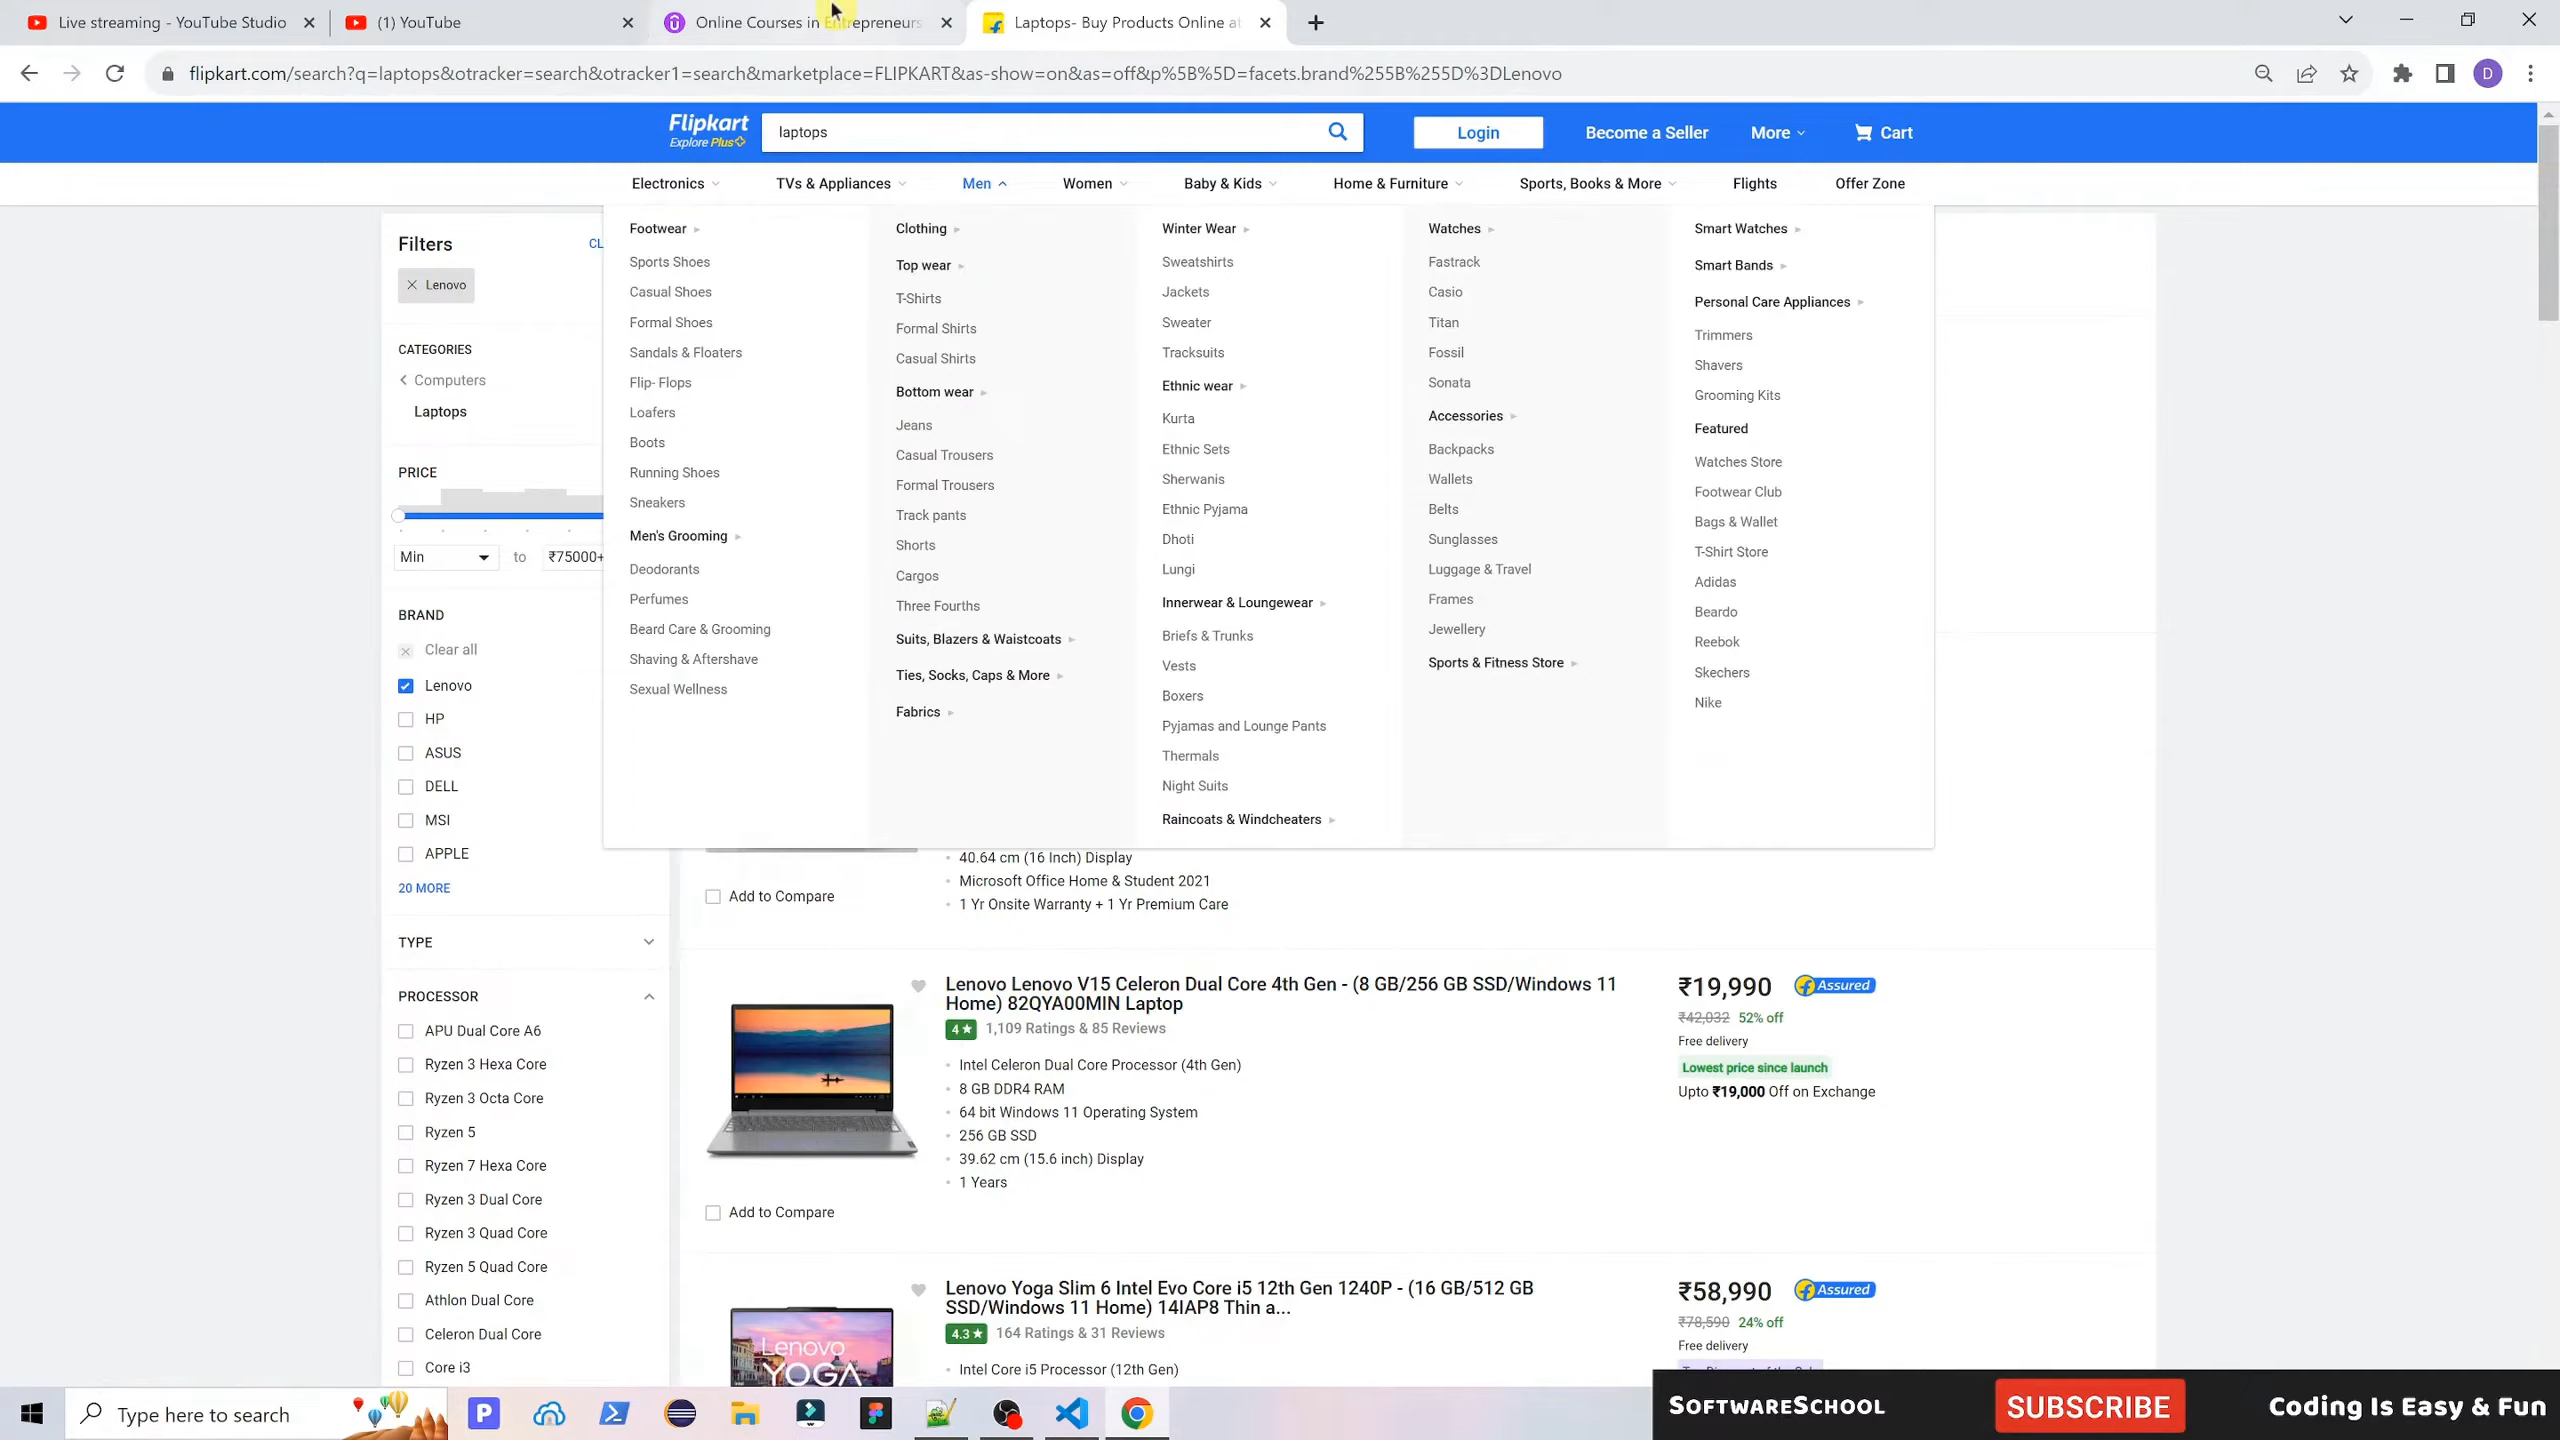 Live streaming - YouTube Studio
(1) YouTube
Online Courses in Entrepreneurs
Laptops- Buy Products Online at
flipkart.com/search?q=laptops&otracker=search&otracker1=search&marketplace=FLIPKART&as-show=on&as=off&p%5B%5D=facets.brand%255B%255D%3DLenovo
D
Flipkart
Explore Plus
laptops
Login
Become a Seller
More
Cart
Electronics
TVs & Appliances
Men
Women
Baby & Kids
Home & Furniture
Sports, Books & More
Flights
Offer Zone
Filters
CL
Lenovo
CATEGORIES
Computers
Laptops
PRICE
Min
to
₹75000+
BRAND
Clear all
Lenovo
HP
ASUS
DELL
MSI
APPLE
20 MORE
TYPE
PROCESSOR
APU Dual Core A6
Ryzen 3 Hexa Core
Ryzen 3 Octa Core
Ryzen 5
Ryzen 7 Hexa Core
Ryzen 3 Dual Core
Ryzen 3 Quad Core
Ryzen 5 Quad Core
Athlon Dual Core
Celeron Dual Core
Core i3
Footwear
Sports Shoes
Casual Shoes
Formal Shoes
Sandals & Floaters
Flip- Flops
Loafers
Boots
Running Shoes
Sneakers
Men's Grooming
Deodorants
Perfumes
Beard Care & Grooming
Shaving & Aftershave
Sexual Wellness
Clothing
Top wear
T-Shirts
Formal Shirts
Casual Shirts
Bottom wear
Jeans
Casual Trousers
Formal Trousers
Track pants
Shorts
Cargos
Three Fourths
Suits, Blazers & Waistcoats
Ties, Socks, Caps & More
Fabrics
Winter Wear
Sweatshirts
Jackets
Sweater
Tracksuits
Ethnic wear
Kurta
Ethnic Sets
Sherwanis
Ethnic Pyjama
Dhoti
Lungi
Innerwear & Loungewear
Briefs & Trunks
Vests
Boxers
Pyjamas and Lounge Pants
Thermals
Night Suits
Raincoats & Windcheaters
Watches
Fastrack
Casio
Titan
Fossil
Sonata
Accessories
Backpacks
Wallets
Belts
Sunglasses
Luggage & Travel
Frames
Jewellery
Sports & Fitness Store
Smart Watches
Smart Bands
Personal Care Appliances
Trimmers
Shavers
Grooming Kits
Featured
Watches Store
Footwear Club
Bags & Wallet
T-Shirt Store
Adidas
Beardo
Reebok
Skechers
Nike
40.64 cm (16 Inch) Display
Microsoft Office Home & Student 2021
1 Yr Onsite Warranty + 1 Yr Premium Care
Add to Compare
Lenovo Lenovo V15 Celeron Dual Core 4th Gen - (8 GB/256 GB SSD/Windows 11
Home) 82QYA00MIN Laptop
4★ 1,109 Ratings & 85 Reviews
Intel Celeron Dual Core Processor (4th Gen)
8 GB DDR4 RAM
64 bit Windows 11 Operating System
256 GB SSD
39.62 cm (15.6 inch) Display
1 Years
Add to Compare
₹19,990
Assured
₹42,032 52% off
Free delivery
Lowest price since launch
Upto ₹19,000 Off on Exchange
Lenovo Yoga Slim 6 Intel Evo Core i5 12th Gen 1240P - (16 GB/512 GB
SSD/Windows 11 Home) 14IAP8 Thin a...
4.3★ 164 Ratings & 31 Reviews
Intel Core i5 Processor (12th Gen)
Lenovo
YOGA
₹58,990
Assured
₹78,590 24% off
Free delivery
Type here to search
P
SOFTWARESCHOOL
SUBSCRIBE
Coding Is Easy & Fun